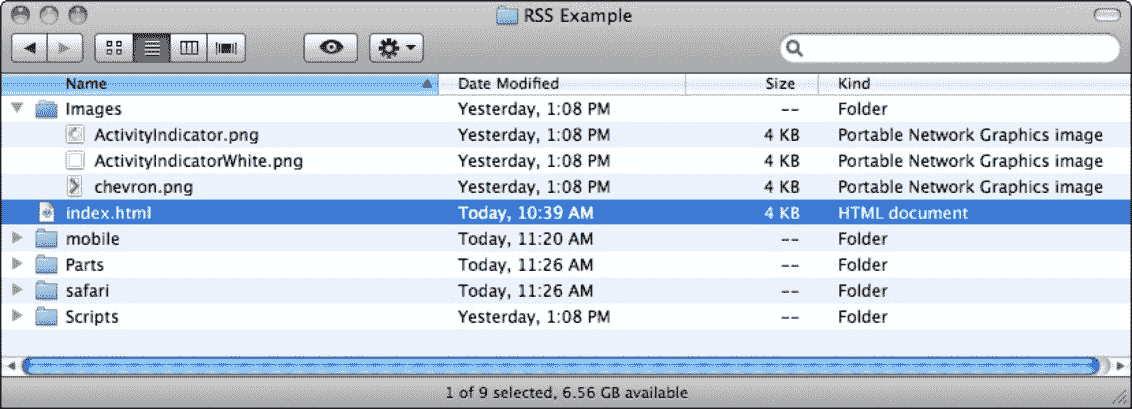 RSS Example
Name Date Modified Size Kind
Images Yesterday, 1:08 PM -- Folder
ActivityIndicator.png Yesterday, 1:08 PM 4 KB Portable Network Graphics image
ActivityIndicatorWhite.png Yesterday, 1:08 PM 4 KB Portable Network Graphics image
chevron.png Yesterday, 1:08 PM 4 KB Portable Network Graphics image
index.html Today, 10:39 AM 4 KB HTML document
mobile Today, 11:20 AM -- Folder
Parts Today, 11:26 AM -- Folder
safari Today, 11:26 AM -- Folder
Scripts Yesterday, 1:08 PM -- Folder
1 of 9 selected, 6.56 GB available